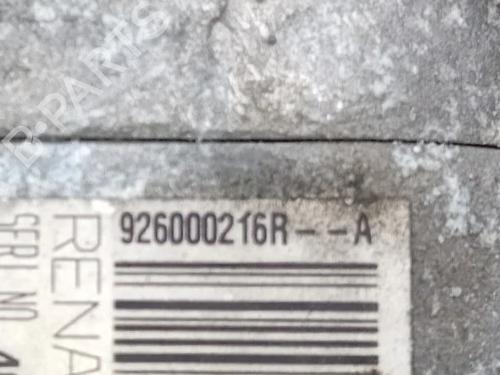 B-PARTS
926000216R--A
RENA
SERI.NO